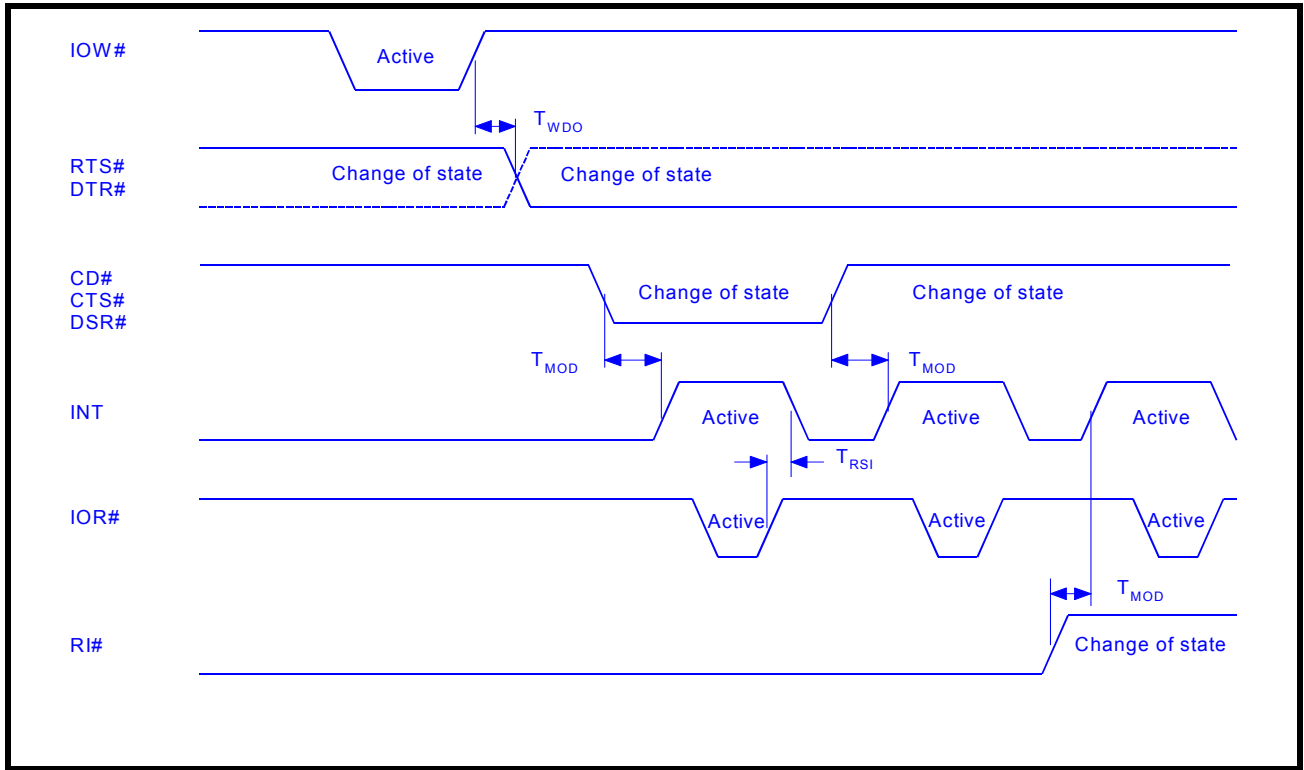 IOW#
Active
TWDO
RTS#
DTR#
Change of state
Change of state
CD#
CTS#
DSR#
Change of state
Change of state
TMOD
TMOD
INT
Active
Active
Active
TRSI
IOR#
Active
Active
Active
TMOD
RI#
Change of state